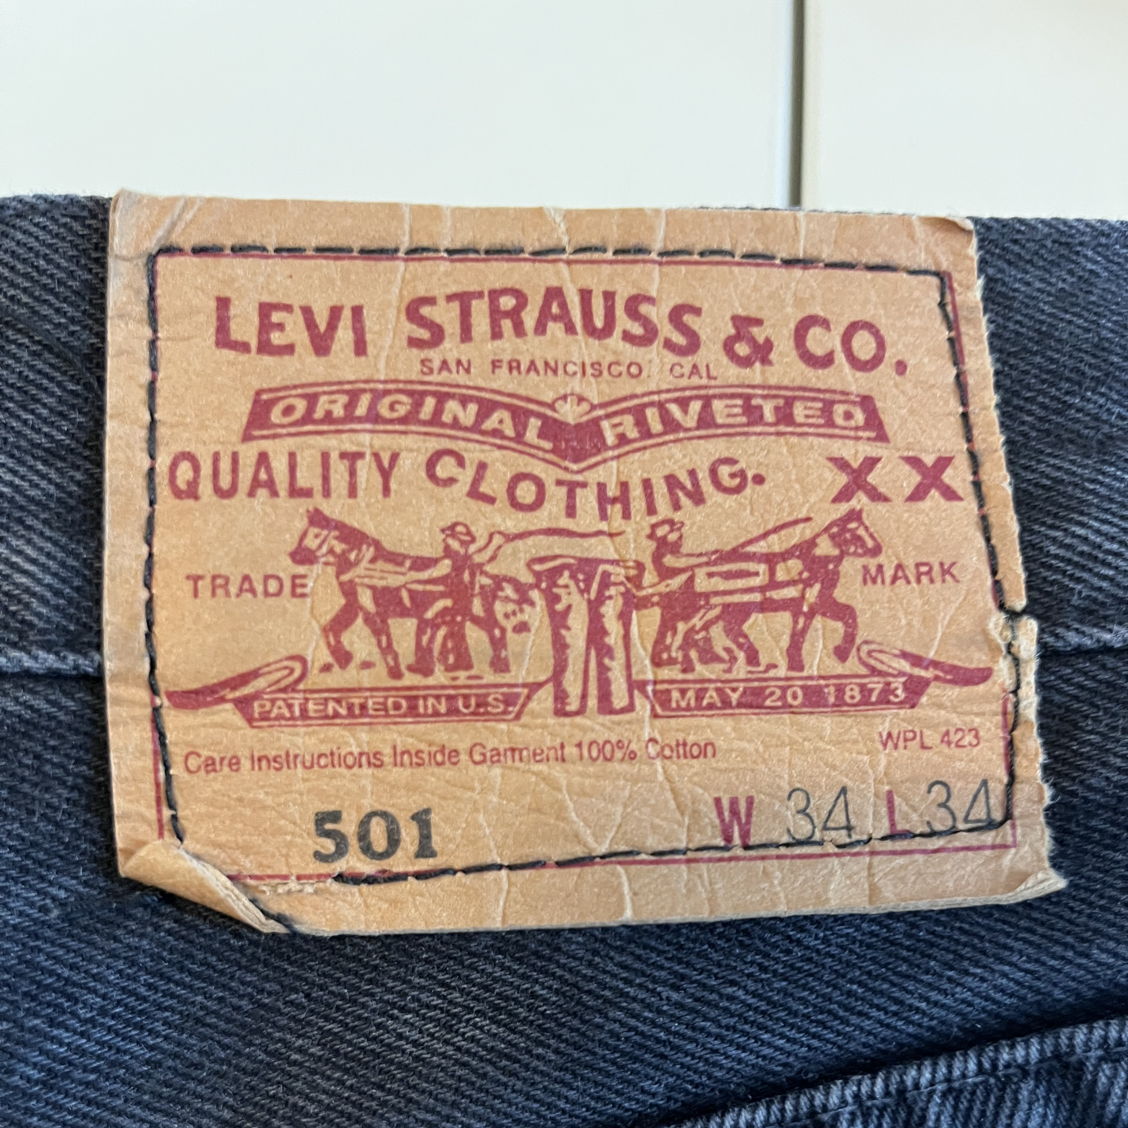 LEVI STRAUSS & CO.
SAN FRANCISCO. CAL
ORIGINAL RIVETED
QUALITY CLOTHING. XX
TRADE MARK
PATENTED IN U.S. MAY 20 1873
Care Instructions Inside Garment 100% Cotton WPL 423
501 W 34 L 34